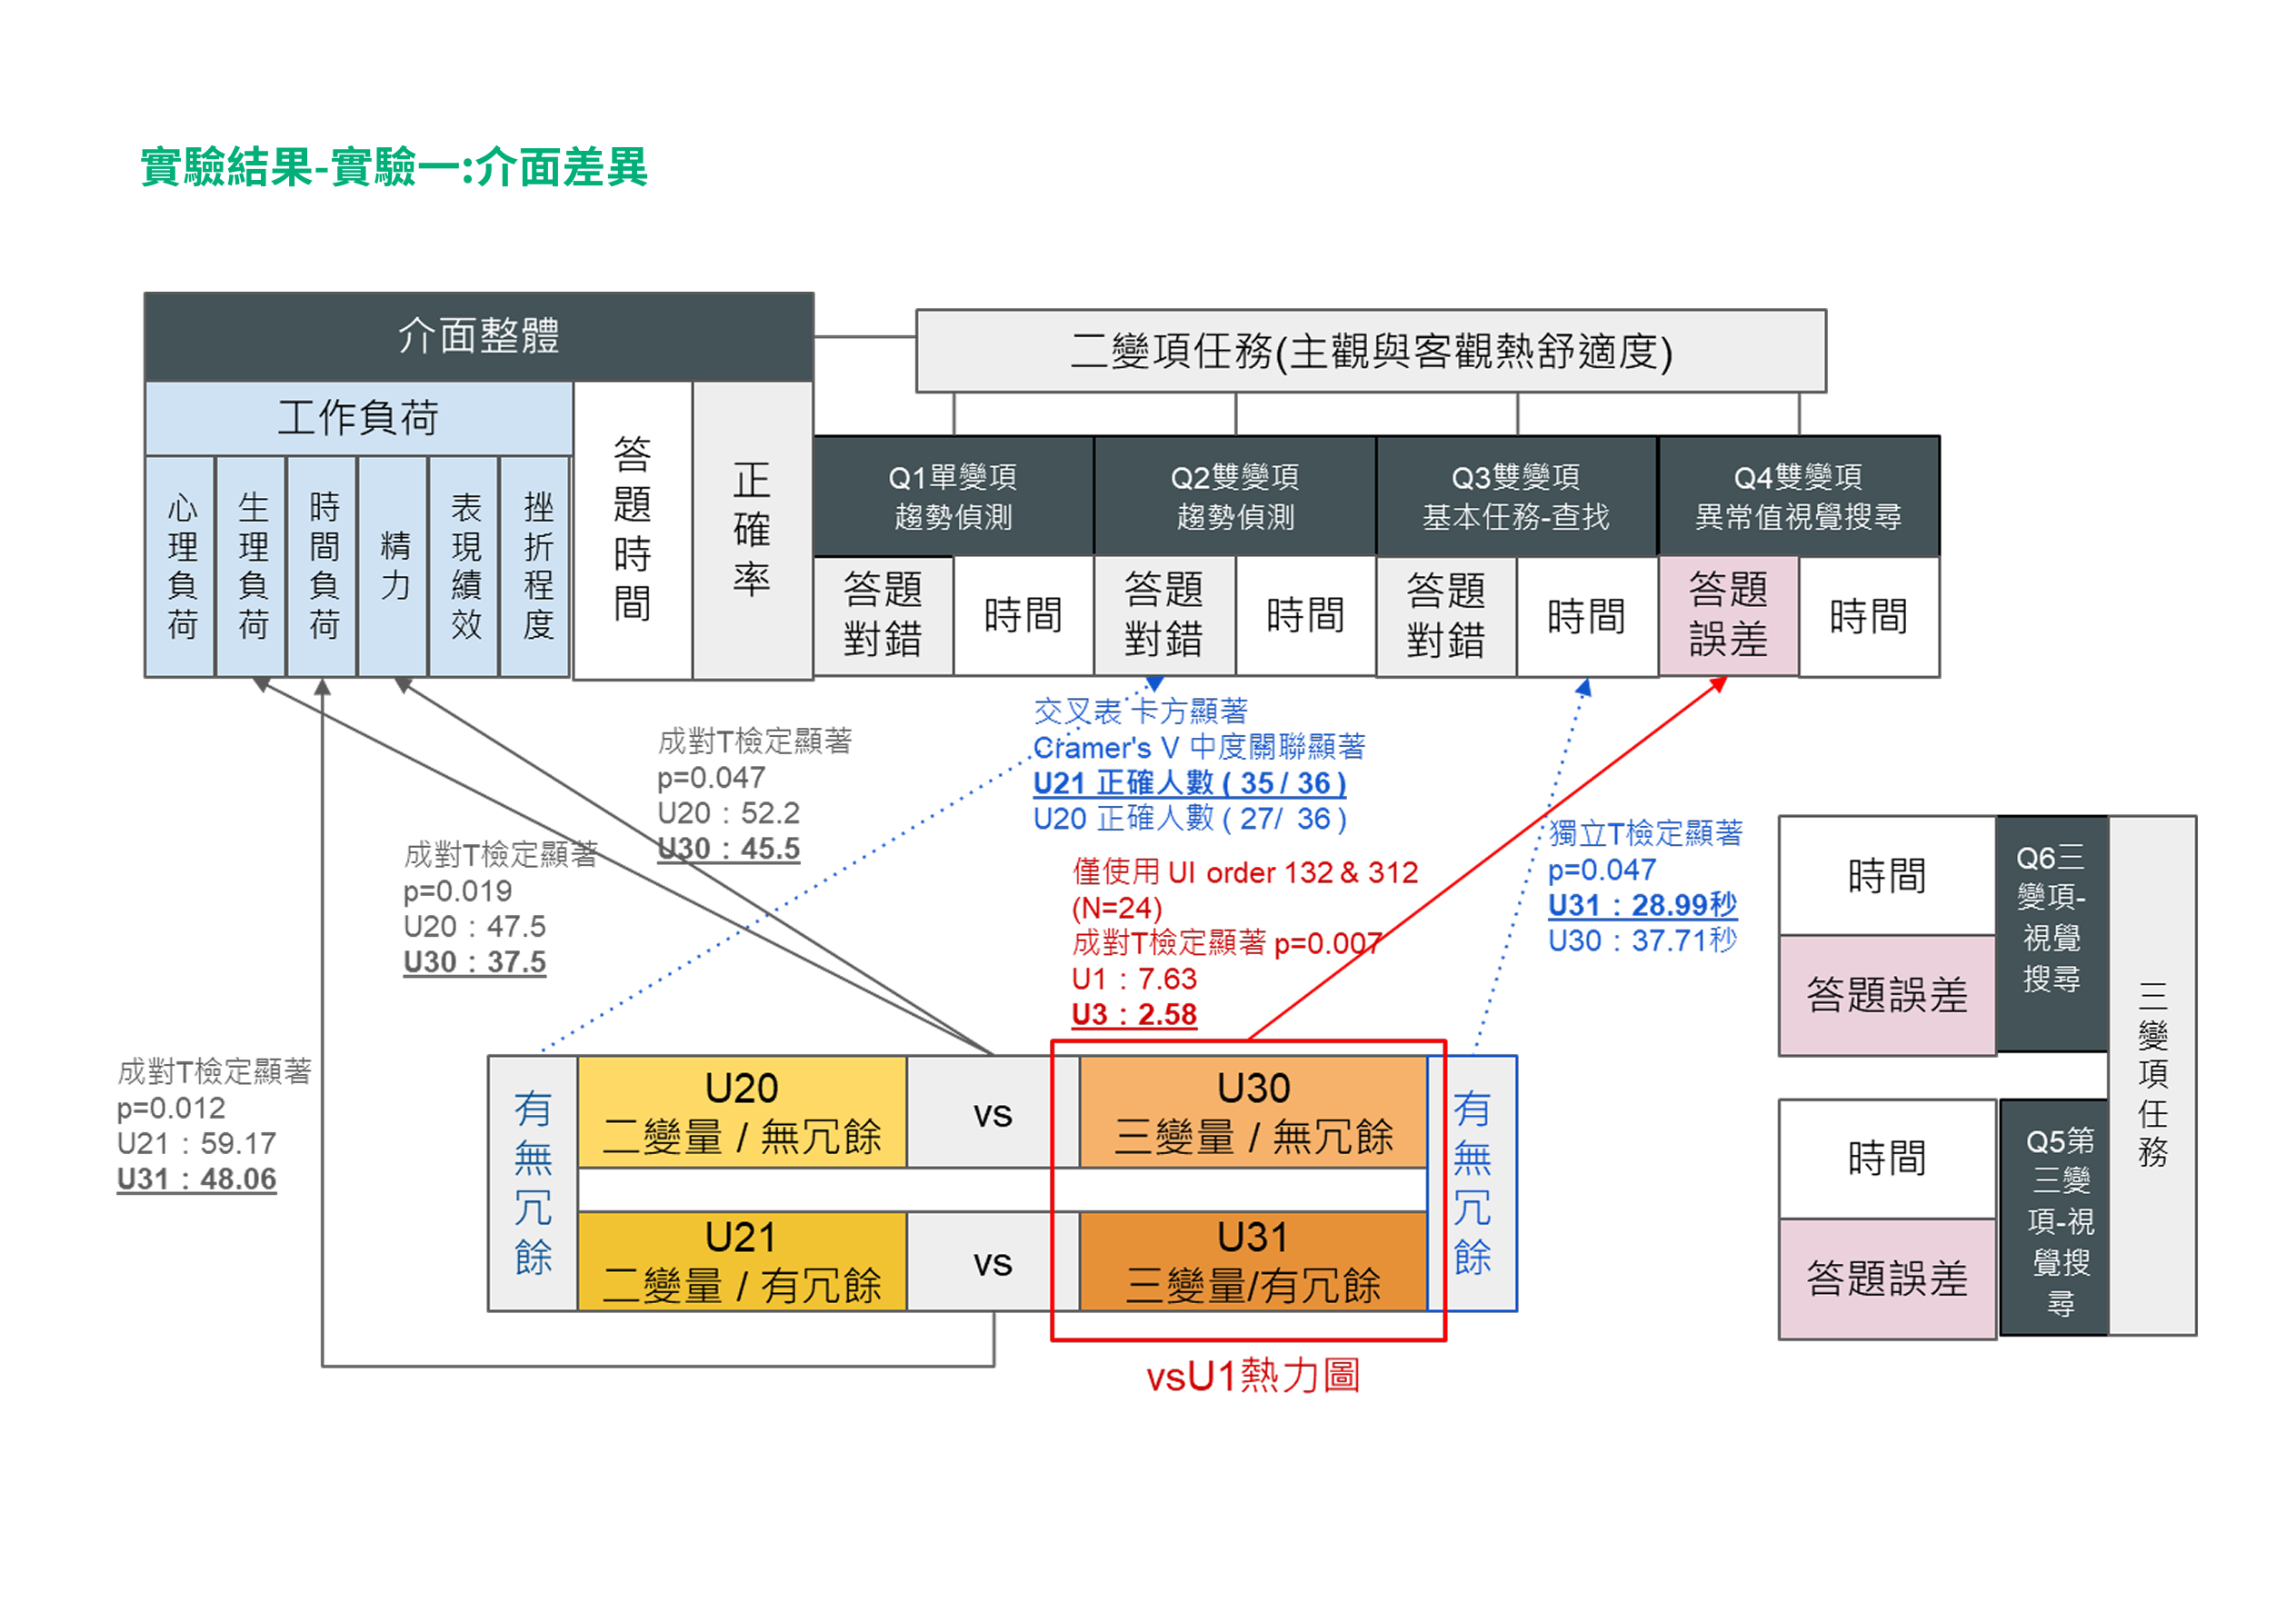 實驗結果-實驗一:介面差異
介面整體
工作負荷
心理負荷
生理負荷
時間負荷
精力
表現績效
挫折程度
答題時間
正確率
二變項任務(主觀與客觀熱舒適度)
Q1單變項
趨勢偵測
Q2雙變項
趨勢偵測
Q3雙變項
基本任務-查找
Q4雙變項
異常值視覺搜尋
答題
對錯
時間
答題
對錯
時間
答題
對錯
時間
答題
誤差
時間
成對T檢定顯著
p=0.047
U20：52.2
U30：45.5
成對T檢定顯著
p=0.019
U20：47.5
U30：37.5
成對T檢定顯著
p=0.012
U21：59.17
U31：48.06
交叉表 卡方顯著
Cramer's V 中度關聯顯著
U21 正確人數 ( 35 / 36 )
U20 正確人數 ( 27/ 36 )
僅使用 UI order 132 & 312
(N=24)
成對T檢定顯著 p=0.007
U1：7.63
U3：2.58
獨立T檢定顯著
p=0.047
U31：28.99秒
U30：37.71秒
有無冗餘
U20
二變量 / 無冗餘
vs
U30
三變量 / 無冗餘
U21
二變量 / 有冗餘
vs
U31
三變量/有冗餘
有無冗餘
vsU1熱力圖
時間
答題誤差
Q6三
變項-
視覺
搜尋
時間
答題誤差
Q5第
三變
項-視
覺搜
尋
三變項任務